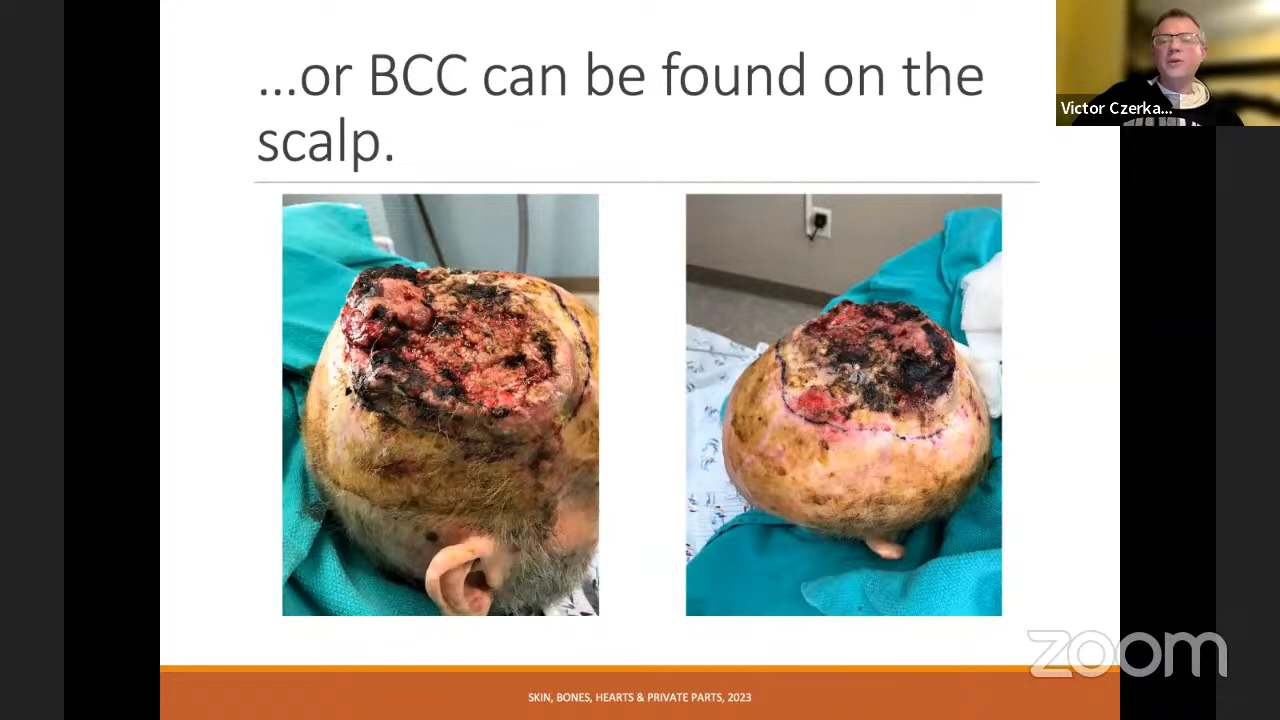 ...or BCC can be found on the
scalp.
Victor Czerka...
SKIN, BONES, HEARTS & PRIVATE PARTS, 2023
zoom